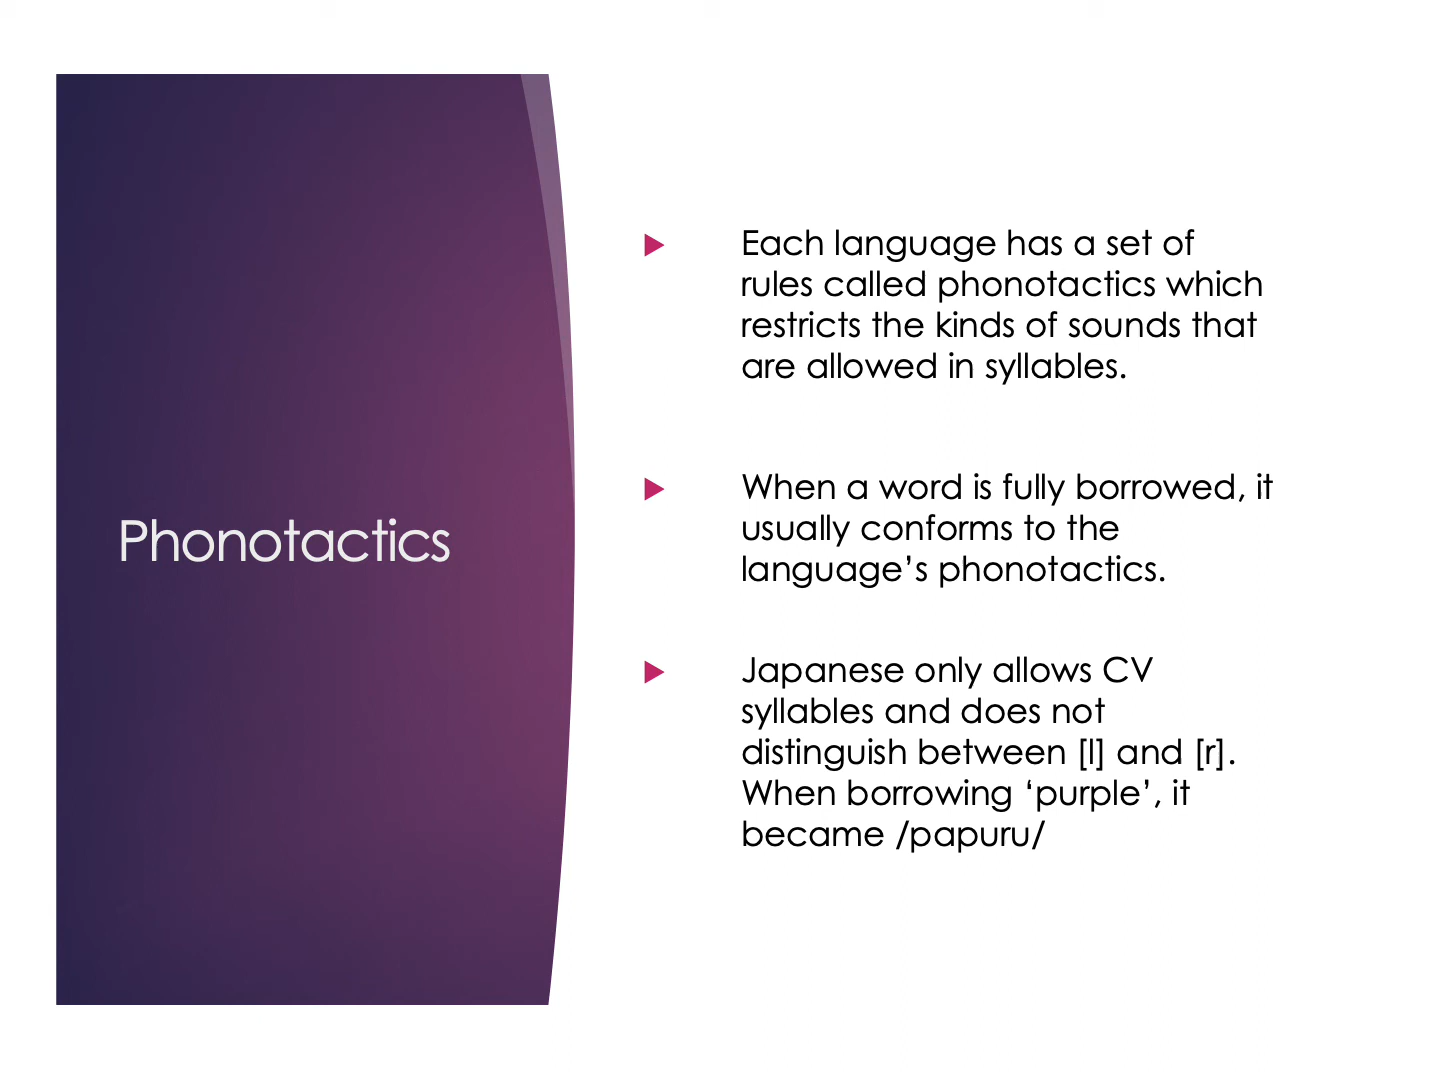 Phonotactics
Each language has a set of
rules called phonotactics which
restricts the kinds of sounds that
are allowed in syllables.
When a word is fully borrowed, it
usually conforms to the
language’s phonotactics.
Japanese only allows CV
syllables and does not
distinguish between [l] and [r].
When borrowing ‘purple’, it
became /papuru/